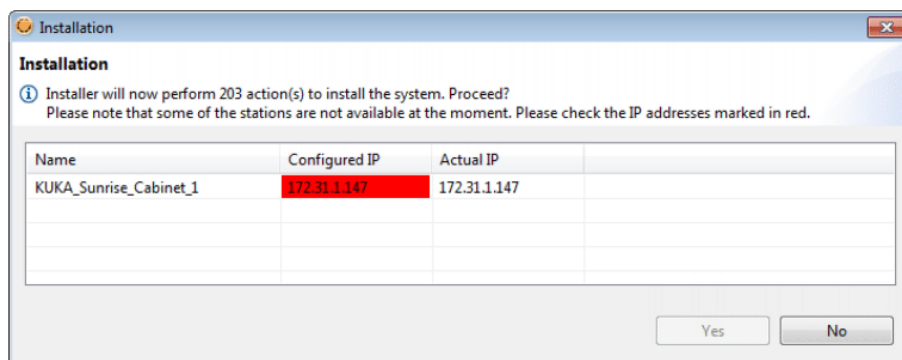 Installation
Installation
Installer will now perform 203 action(s) to install the system. Proceed?
Please note that some of the stations are not available at the moment. Please check the IP addresses marked in red.
Name Configured IP Actual IP
KUKA_Sunrise_Cabinet_1 172.31.1.147 172.31.1.147
Yes No